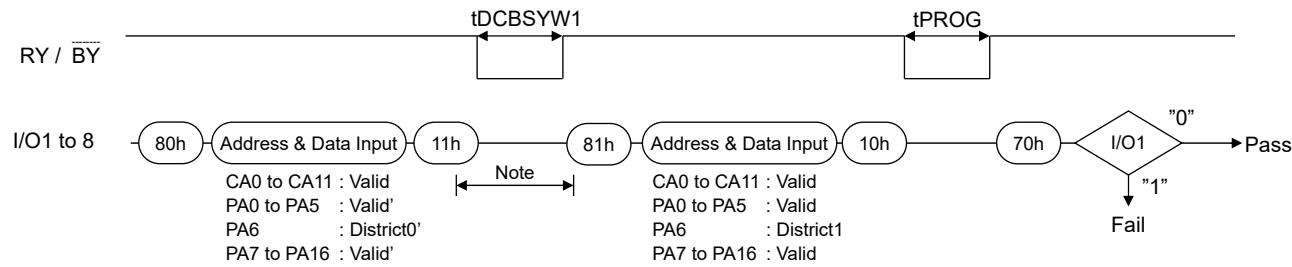 tDCBSYW1
tPROG
RY / BY
I/O1 to 8
80h
Address & Data Input
11h
81h
Address & Data Input
10h
70h
I/O1
"0"
Pass
Note
"1"
Fail
CA0 to CA11 : Valid
PA0 to PA5 : Valid’
PA6 : District0’
PA7 to PA16 : Valid’
CA0 to CA11 : Valid
PA0 to PA5 : Valid
PA6 : District1
PA7 to PA16 : Valid